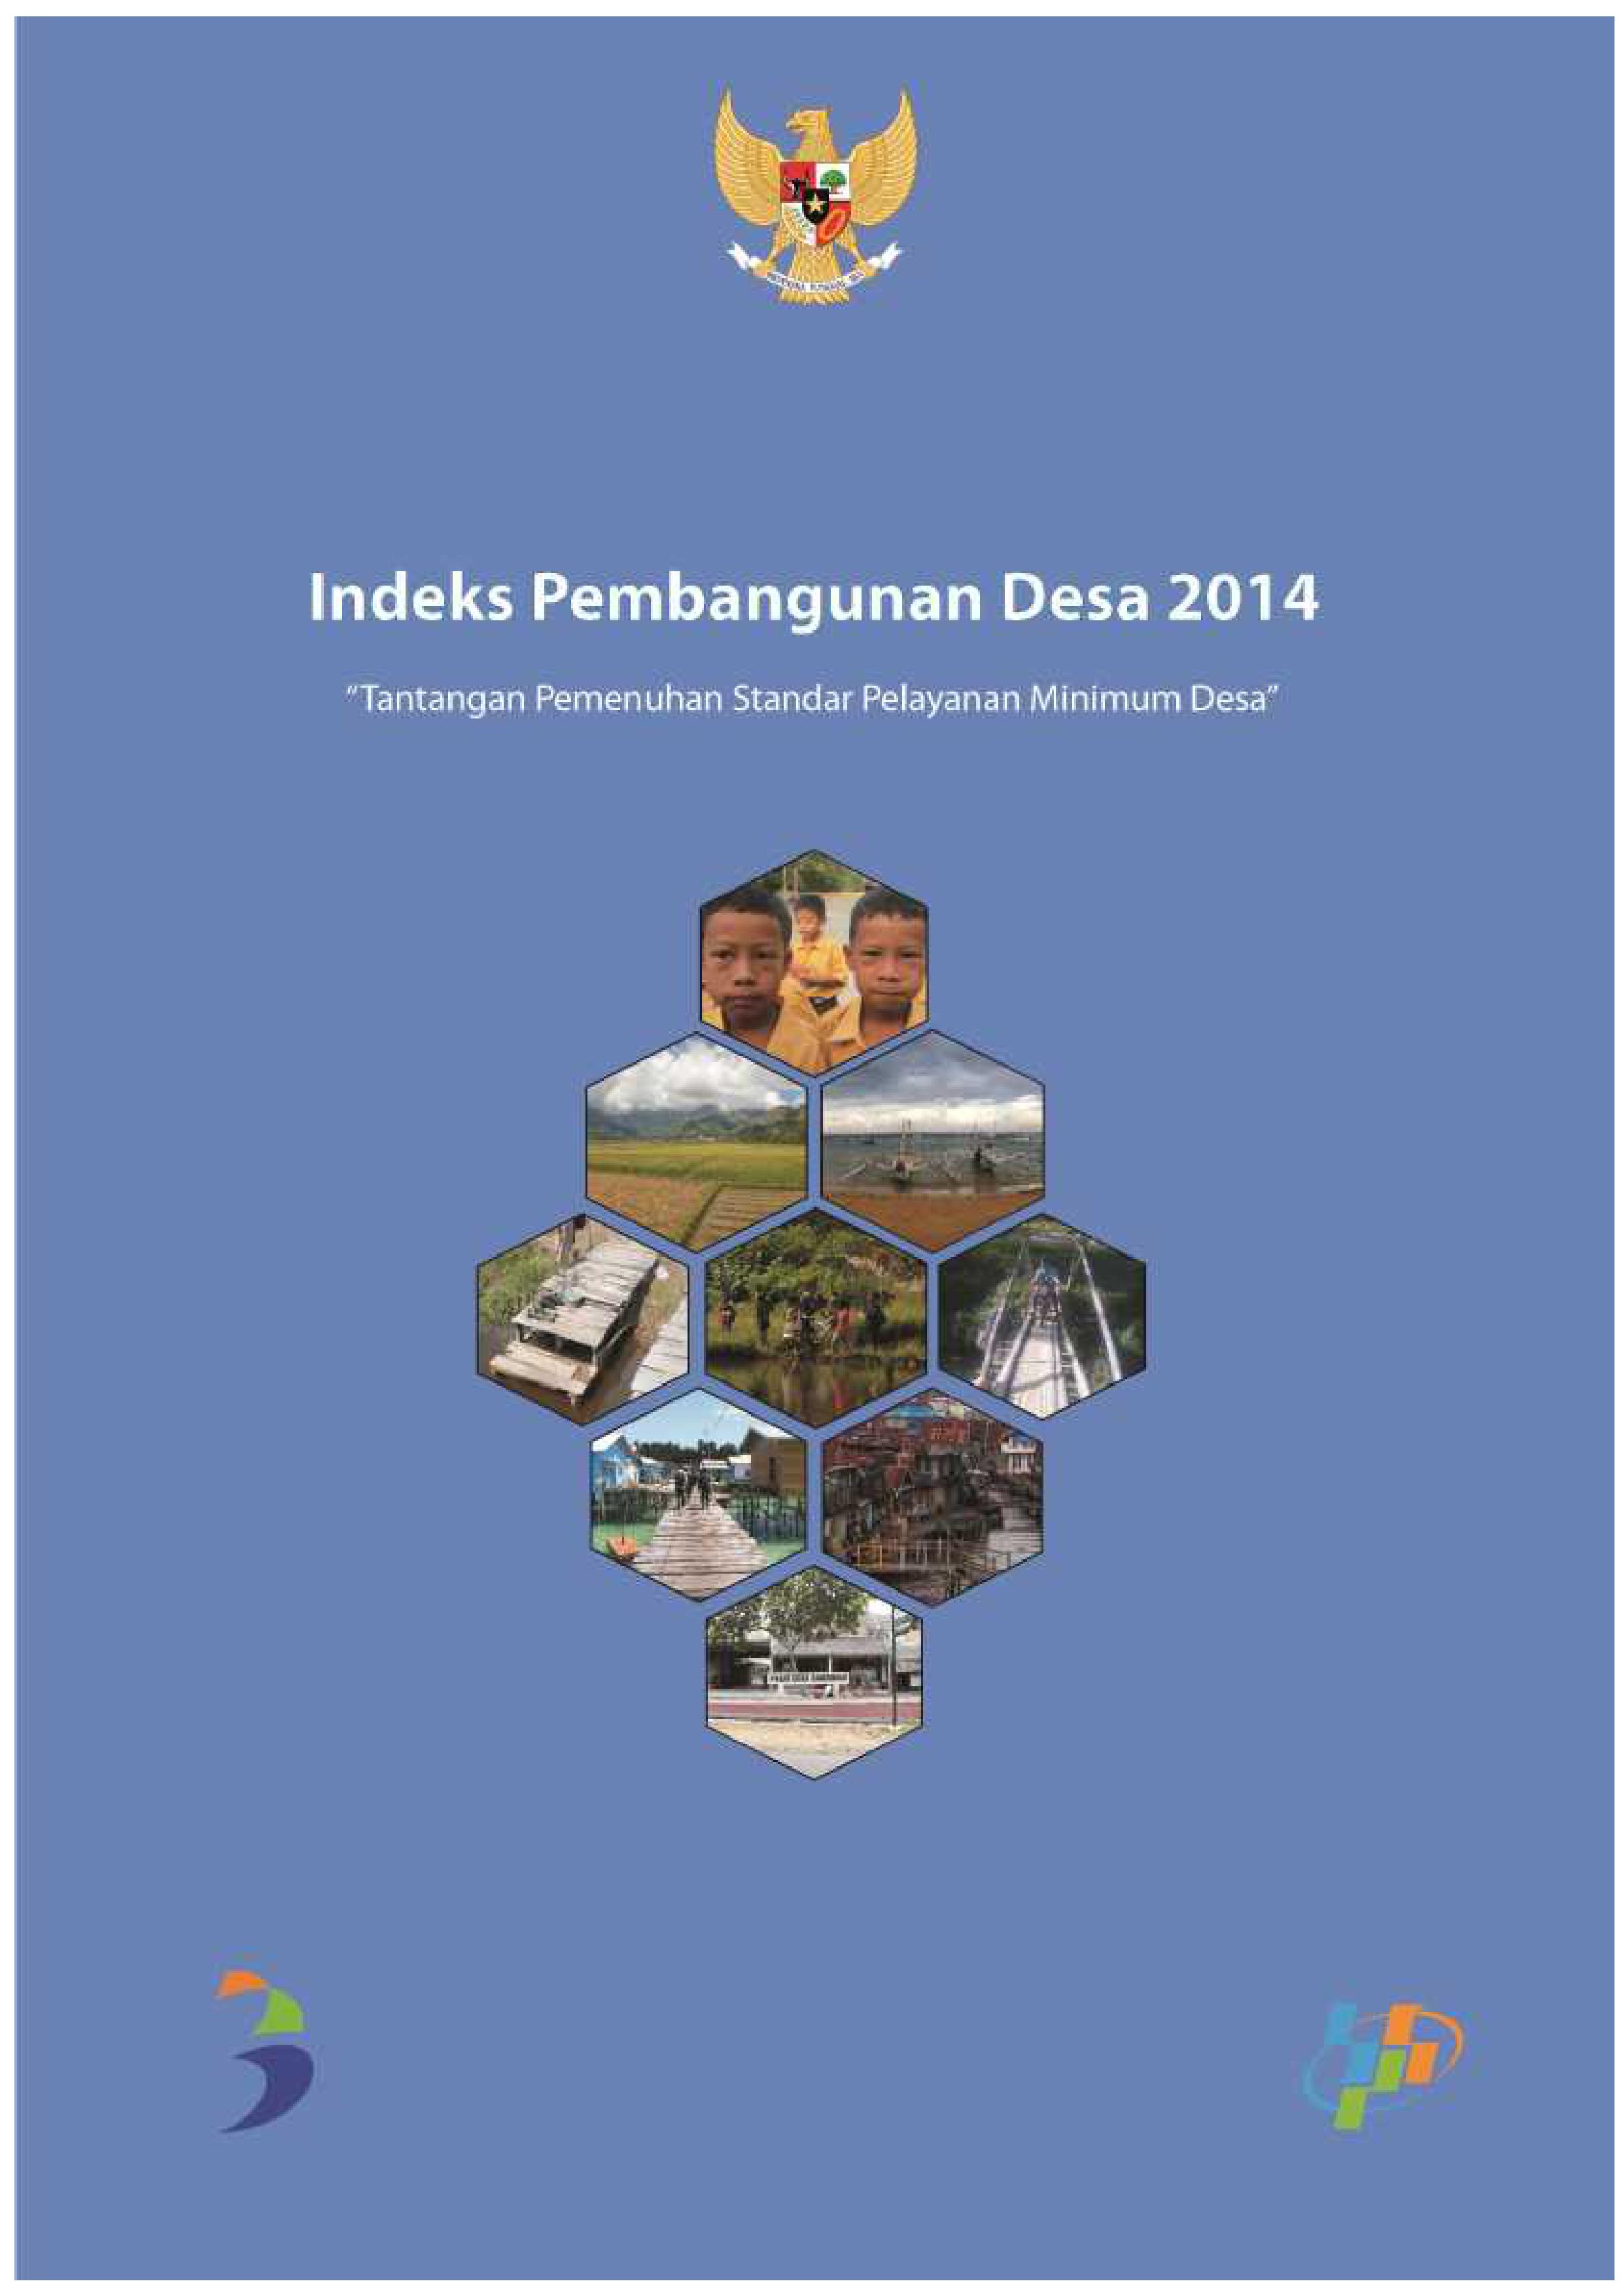 Indeks Pembangunan Desa 2014
"Tantangan Pemenuhan Standar Pelayanan Minimum Desa"